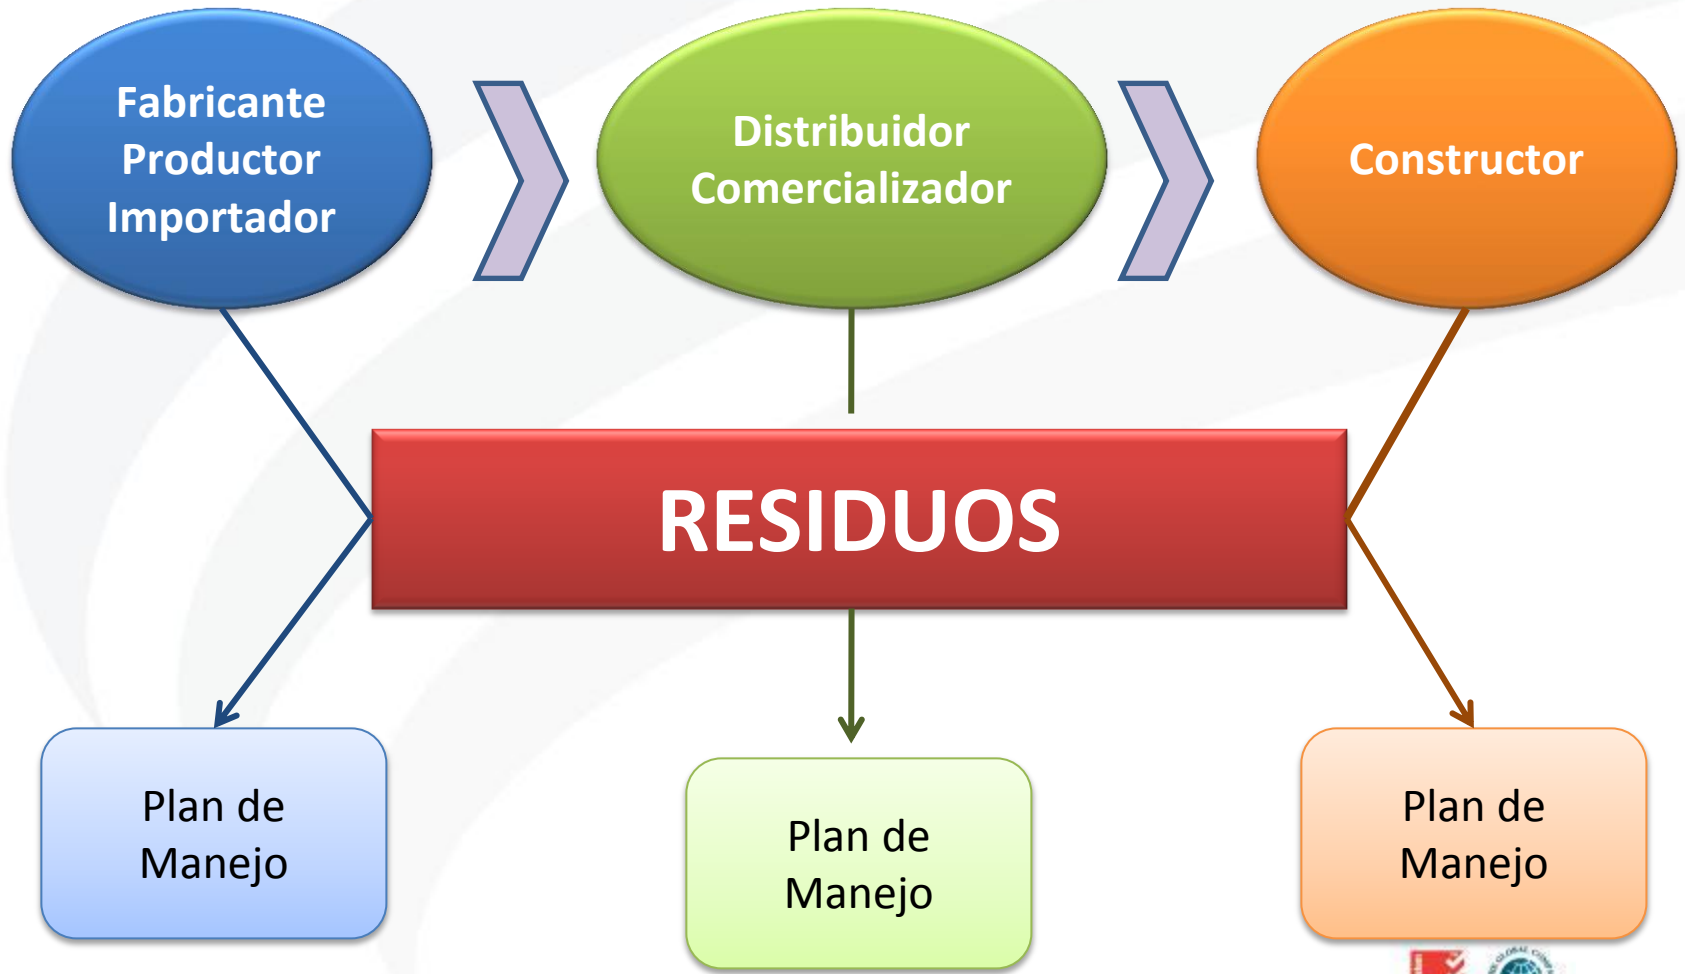 Fabricante
Productor
Importador
Distribuidor
Comercializador
Constructor
RESIDUOS
Plan de
Manejo
Plan de
Manejo
Plan de
Manejo